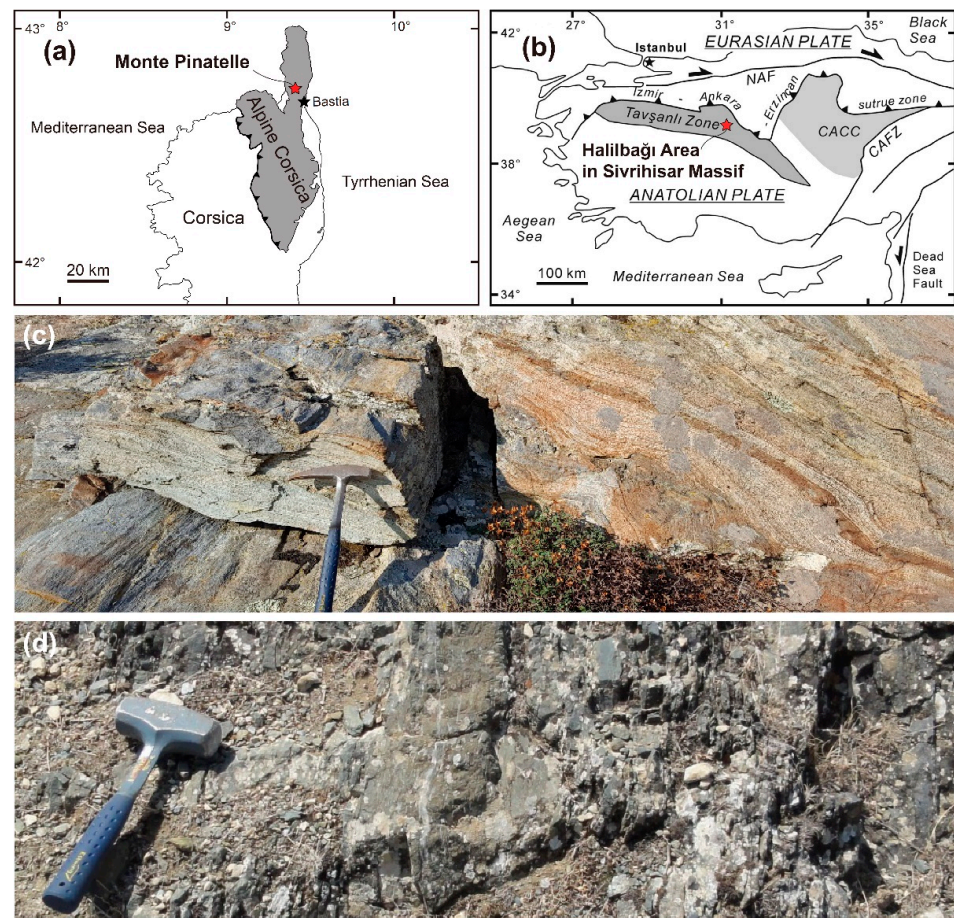 8°
9°
10°
43°
(a)
Monte Pinatelle
Bastia
Mediterranean Sea
Alpine Corsica
Tyrrhenian Sea
Corsica
42°
20 km
27°
31°
35°
42°
(b)
Black
Sea
Istanbul
EURASIAN PLATE
NAF
İzmir - Ankara - Erzincan sutrue zone
Tavşanlı Zone
CACC
CAFZ
Halilbağı Area
in Sivrihisar Massif
38°
ANATOLIAN PLATE
Aegean
Sea
Dead
Sea
Fault
100 km
Mediterranean Sea
34°
(c)
(d)